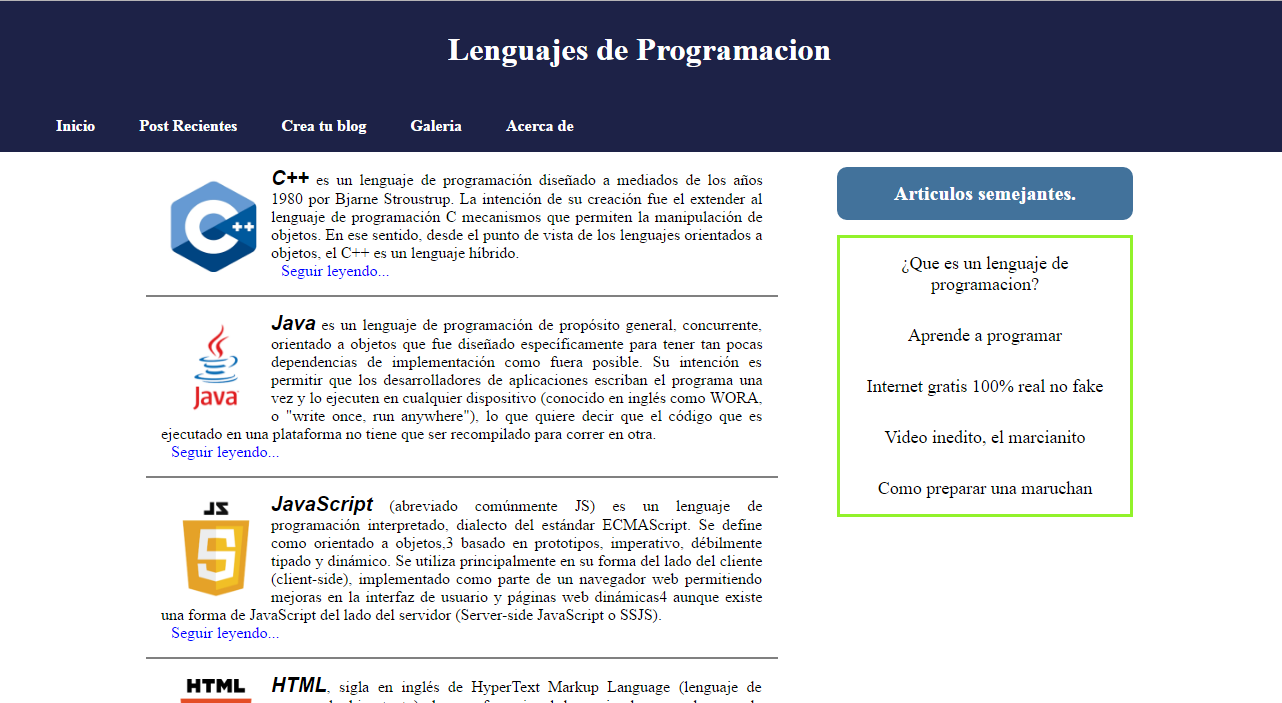 Lenguajes de Programacion
Inicio
Post Recientes
Crea tu blog
Galeria
Acerca de
C++
C++ es un lenguaje de programación diseñado a mediados de los años
1980 por Bjarne Stroustrup. La intención de su creación fue el extender al
lenguaje de programación C mecanismos que permiten la manipulación de
objetos. En ese sentido, desde el punto de vista de los lenguajes orientados a
objetos, el C++ es un lenguaje híbrido.
Seguir leyendo...
Java
Java es un lenguaje de programación de propósito general, concurrente,
orientado a objetos que fue diseñado específicamente para tener tan pocas
dependencias de implementación como fuera posible. Su intención es
permitir que los desarrolladores de aplicaciones escriban el programa una
vez y lo ejecuten en cualquier dispositivo (conocido en inglés como WORA,
o "write once, run anywhere"), lo que quiere decir que el código que es
ejecutado en una plataforma no tiene que ser recompilado para correr en otra.
Seguir leyendo...
JS
5
JavaScript (abreviado comúnmente JS) es un lenguaje de
programación interpretado, dialecto del estándar ECMAScript. Se define
como orientado a objetos,3 basado en prototipos, imperativo, débilmente
tipado y dinámico. Se utiliza principalmente en su forma del lado del cliente
(client-side), implementado como parte de un navegador web permitiendo
mejoras en la interfaz de usuario y páginas web dinámicas4 aunque existe
una forma de JavaScript del lado del servidor (Server-side JavaScript o SSJS).
Seguir leyendo...
HTML
HTML, sigla en inglés de HyperText Markup Language (lenguaje de
Articulos semejantes.
¿Que es un lenguaje de
programacion?
Aprende a programar
Internet gratis 100% real no fake
Video inedito, el marcianito
Como preparar una maruchan